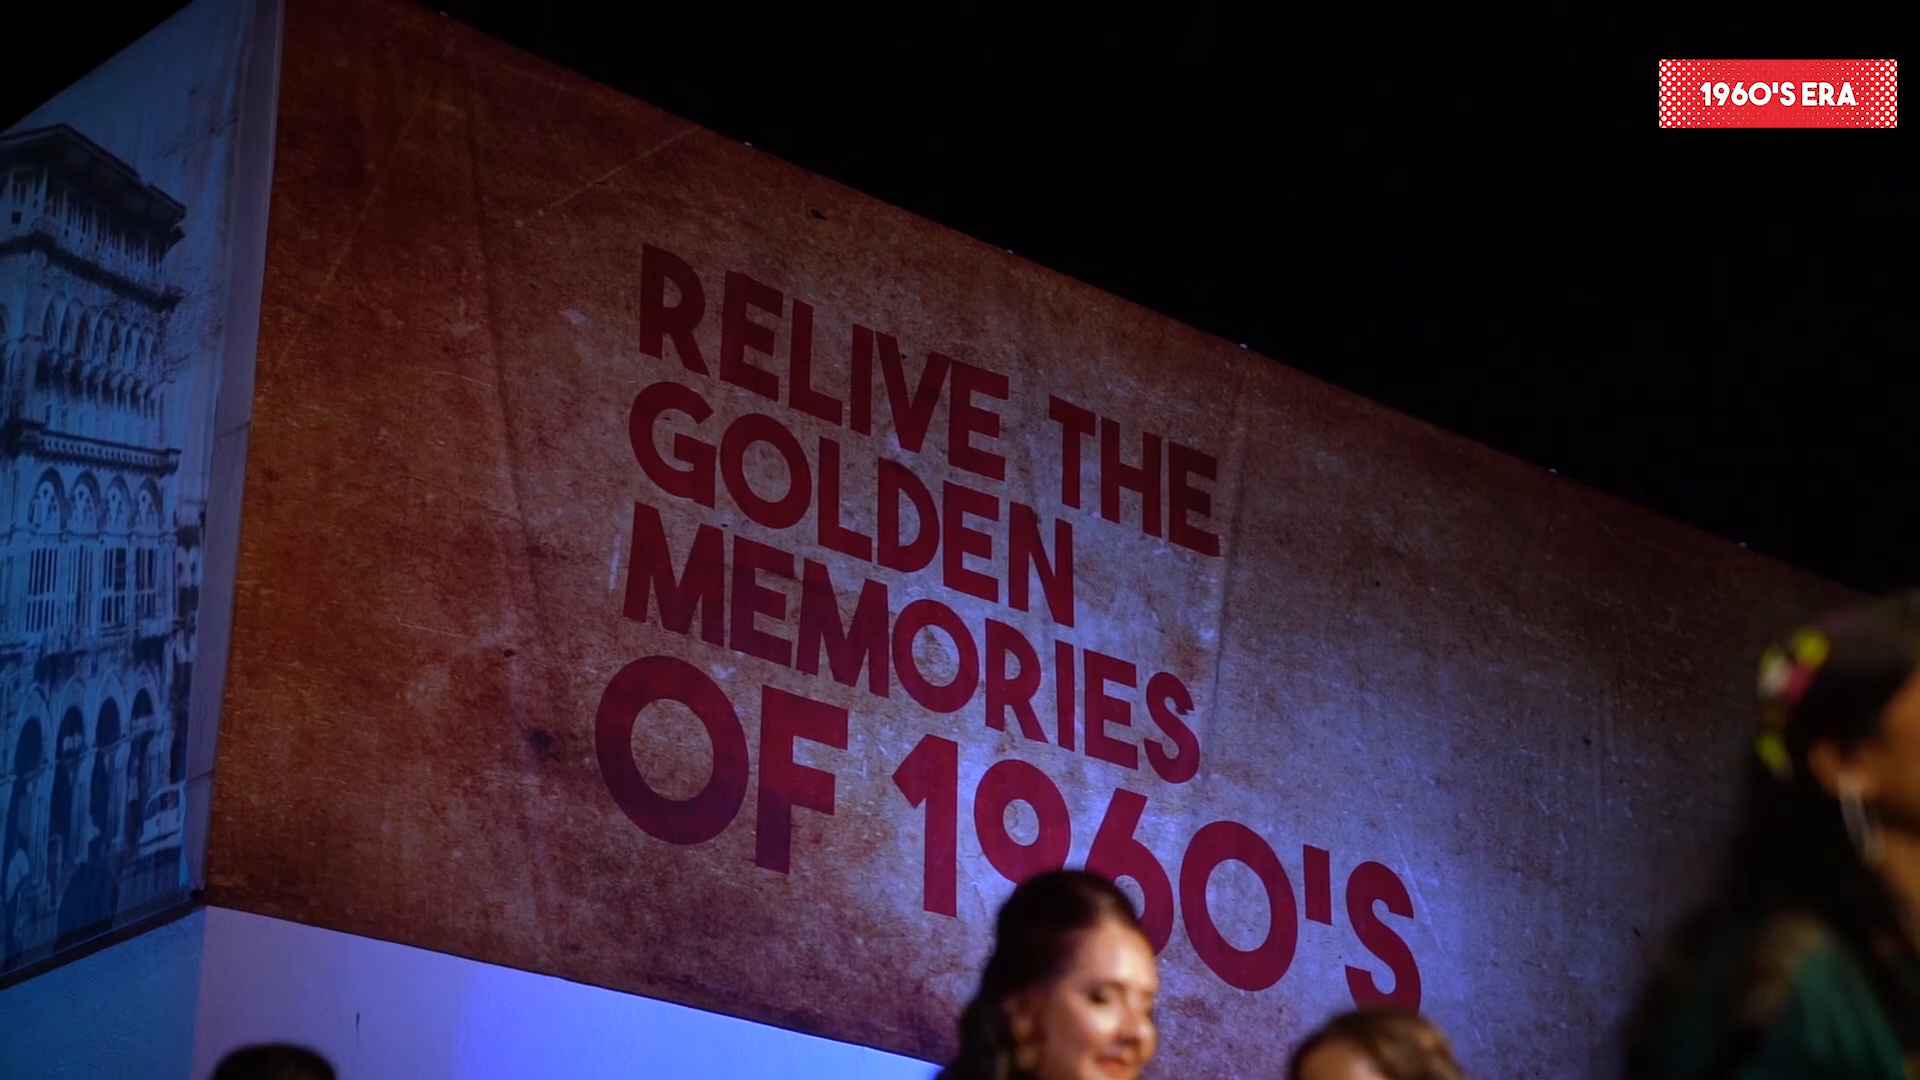 1960'S ERA
RELIVE THE
GOLDEN
MEMORIES
OF 1960'S